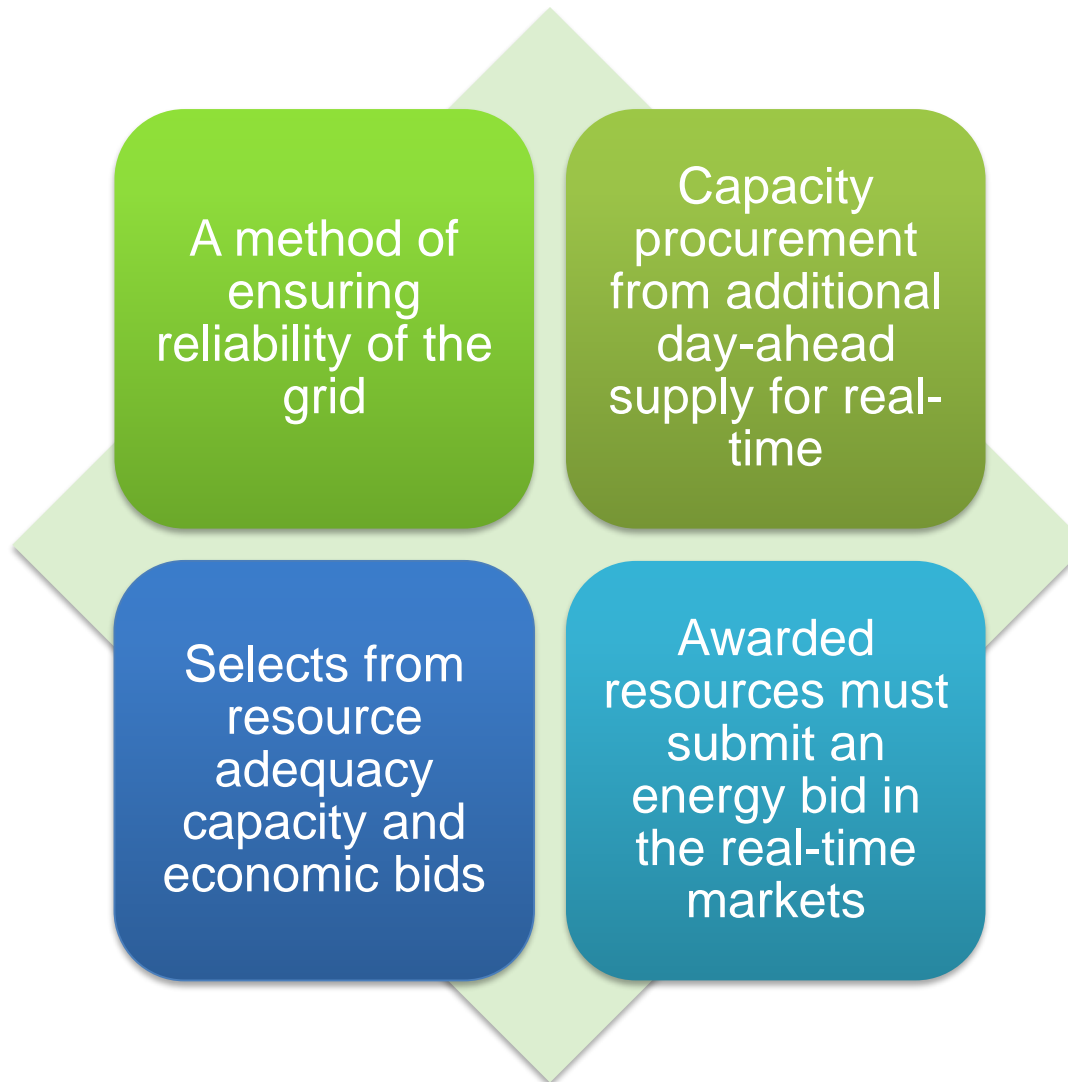 A method of
ensuring
reliability of the
grid
Capacity
procurement
from additional
day-ahead
supply for real-
time
Selects from
resource
adequacy
capacity and
economic bids
Awarded
resources must
submit an
energy bid in
the real-time
markets